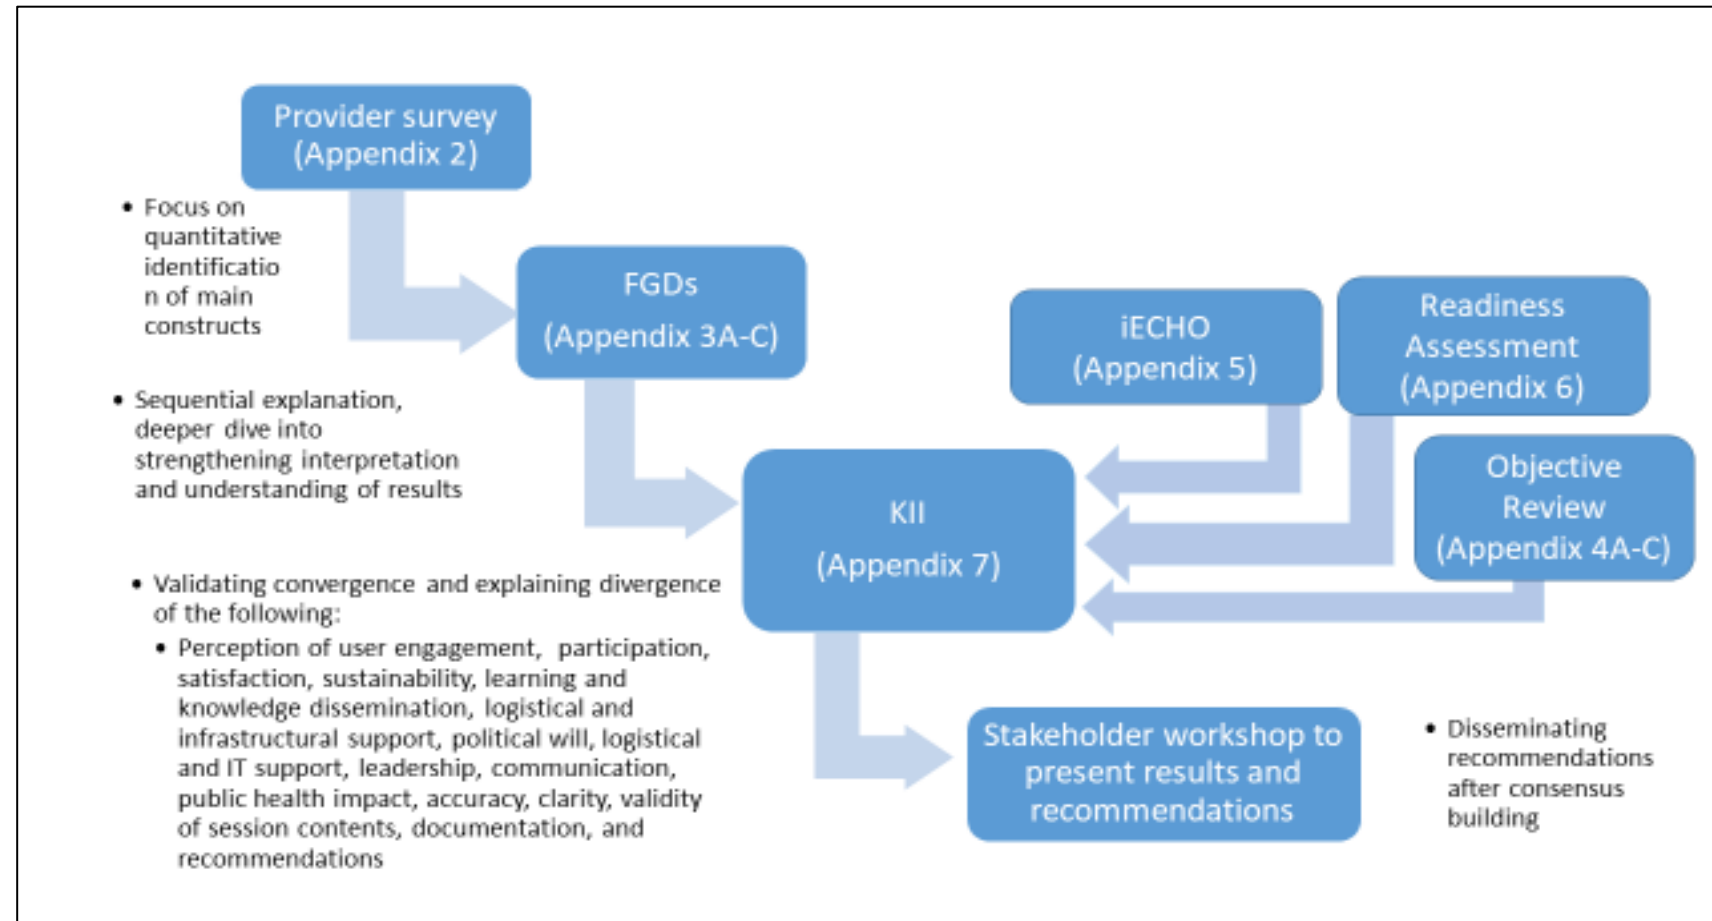 Provider survey
(Appendix 2)
• Focus on
quantitative
identificatio
n of main
constructs
FGDs
(Appendix 3A-C)
• Sequential explanation,
deeper dive into
strengthening interpretation
and understanding of results
iECHO
(Appendix 5)
Readiness
Assessment
(Appendix 6)
Objective
Review
(Appendix 4A-C)
KII
(Appendix 7)
• Validating convergence and explaining divergence
of the following:
• Perception of user engagement, participation,
satisfaction, sustainability, learning and
knowledge dissemination, logistical and
infrastructural support, political will, logistical
and IT support, leadership, communication,
public health impact, accuracy, clarity, validity
of session contents, documentation, and
recommendations
Stakeholder workshop to
present results and
recommendations
• Disseminating
recommendations
after consensus
building